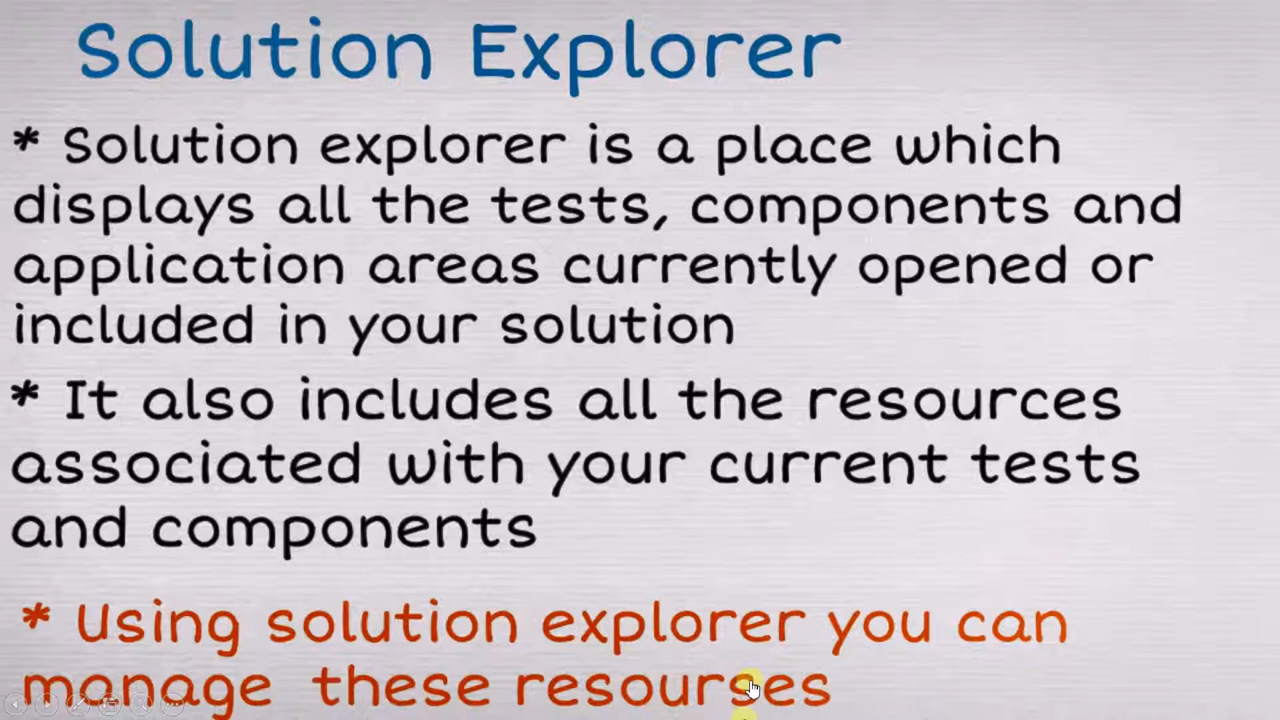 Solution Explorer
* Solution explorer is a place which
displays all the tests, components and
application areas currently opened or
included in your solution
* It also includes all the resources
associated with your current tests
and components
* Using solution explorer you can
manage these resourses